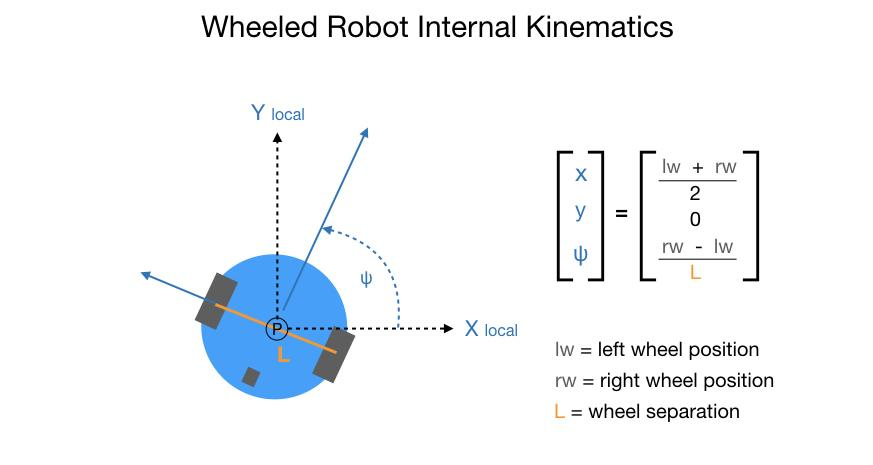 Wheeled Robot Internal Kinematics
Y local
ψ
P
X local
L
x
y
ψ
=
lw + rw
2
0
rw - lw
L
lw = left wheel position
rw = right wheel position
L = wheel separation